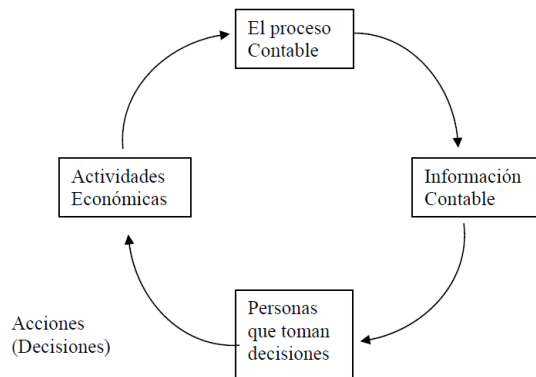 El proceso
Contable
Actividades
Económicas
Información
Contable
Personas
que toman
decisiones
Acciones
(Decisiones)